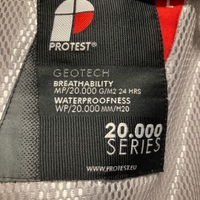 PROTEST®
GEOTECH
BREATHABILITY
MP/20.000 G/M2 24 HRS
WATERPROOFNESS
WP/20.000 MM/H20
20.000
SERIES
WWW.PROTEST.EU